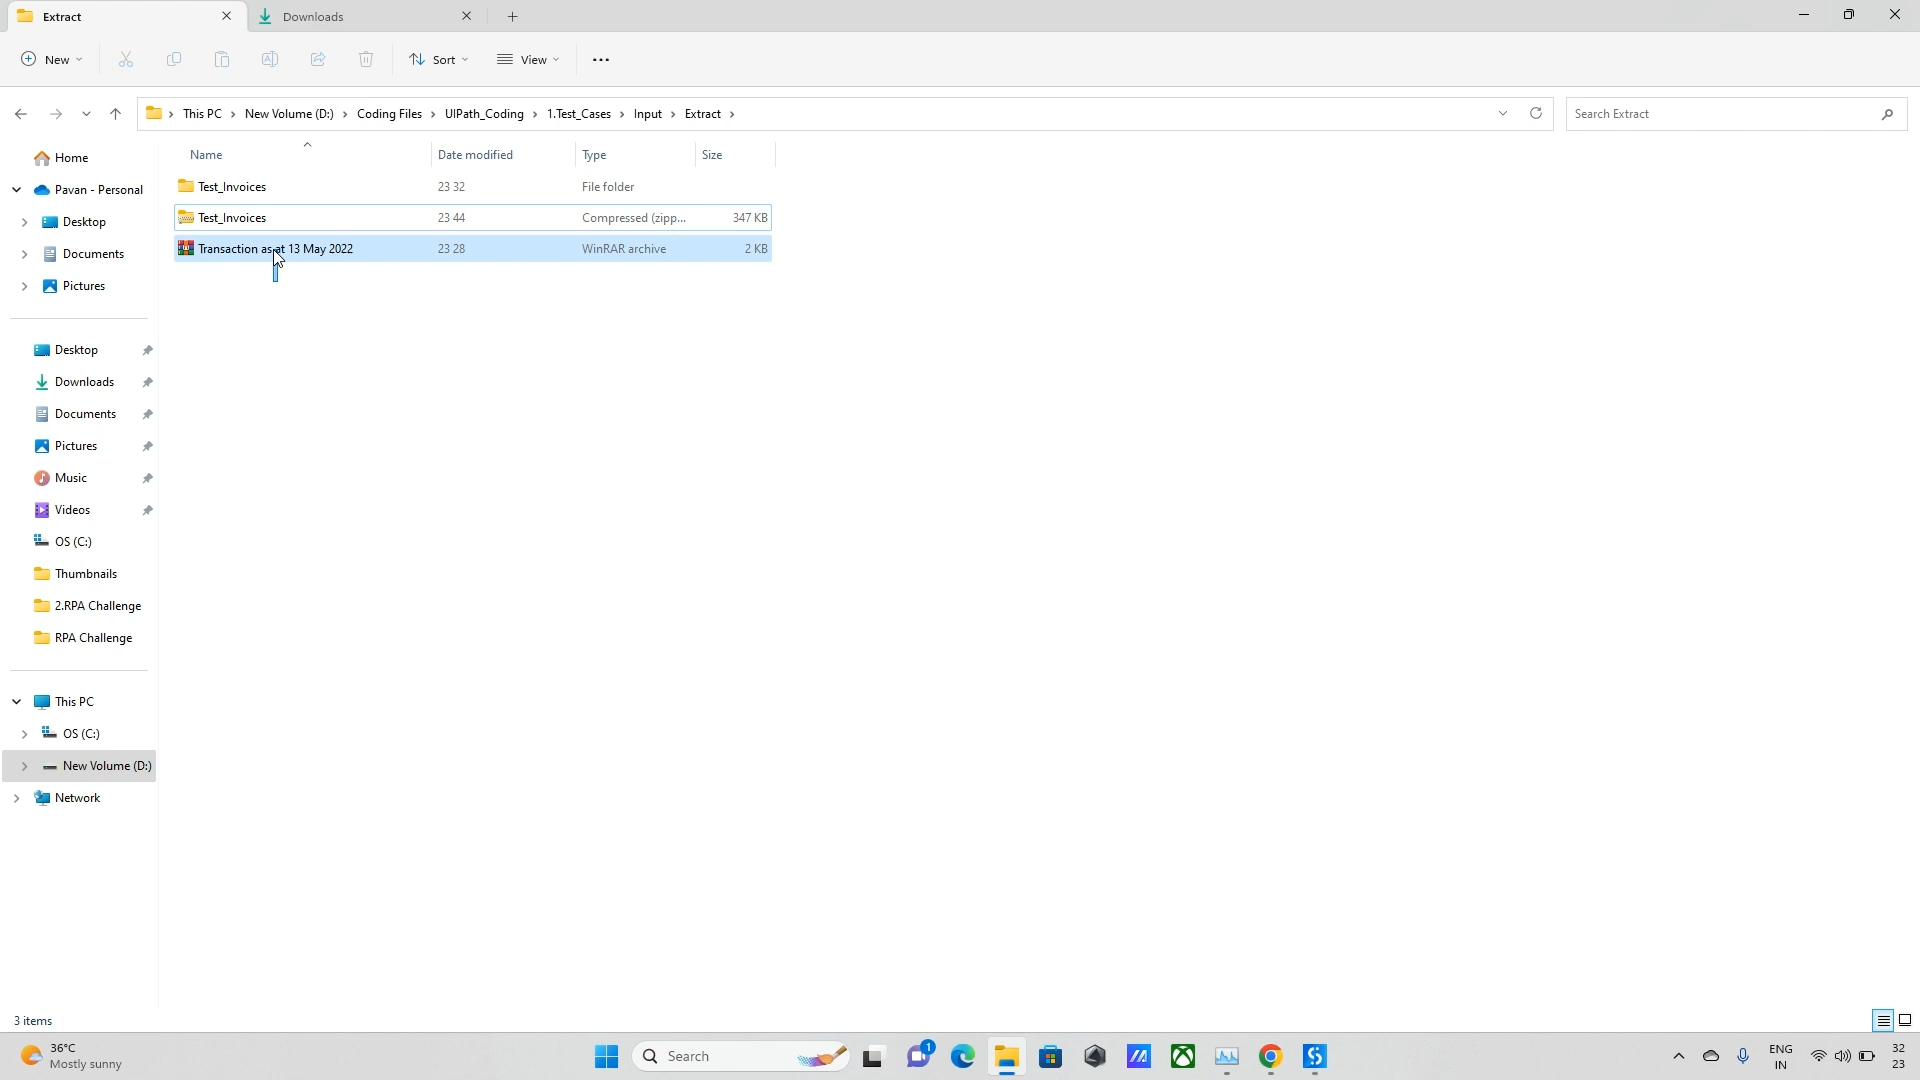 Extract
Downloads
New
Sort
View
This PC > New Volume (D:) > Coding Files > UIPath_Coding > 1.Test_Cases > Input > Extract >
Search Extract
Name Date modified Type Size
Test_Invoices 23 32 File folder
Test_Invoices 23 44 Compressed (zipp... 347 KB
Transaction as at 13 May 2022 23 28 WinRAR archive 2 KB
Home
Pavan - Personal
Desktop
Documents
Pictures
Desktop
Downloads
Documents
Pictures
Music
Videos
OS (C:)
Thumbnails
2.RPA Challenge
RPA Challenge
This PC
OS (C:)
New Volume (D:)
Network
3 items
36°C
Mostly sunny
Search
1
ENG
IN
32
23